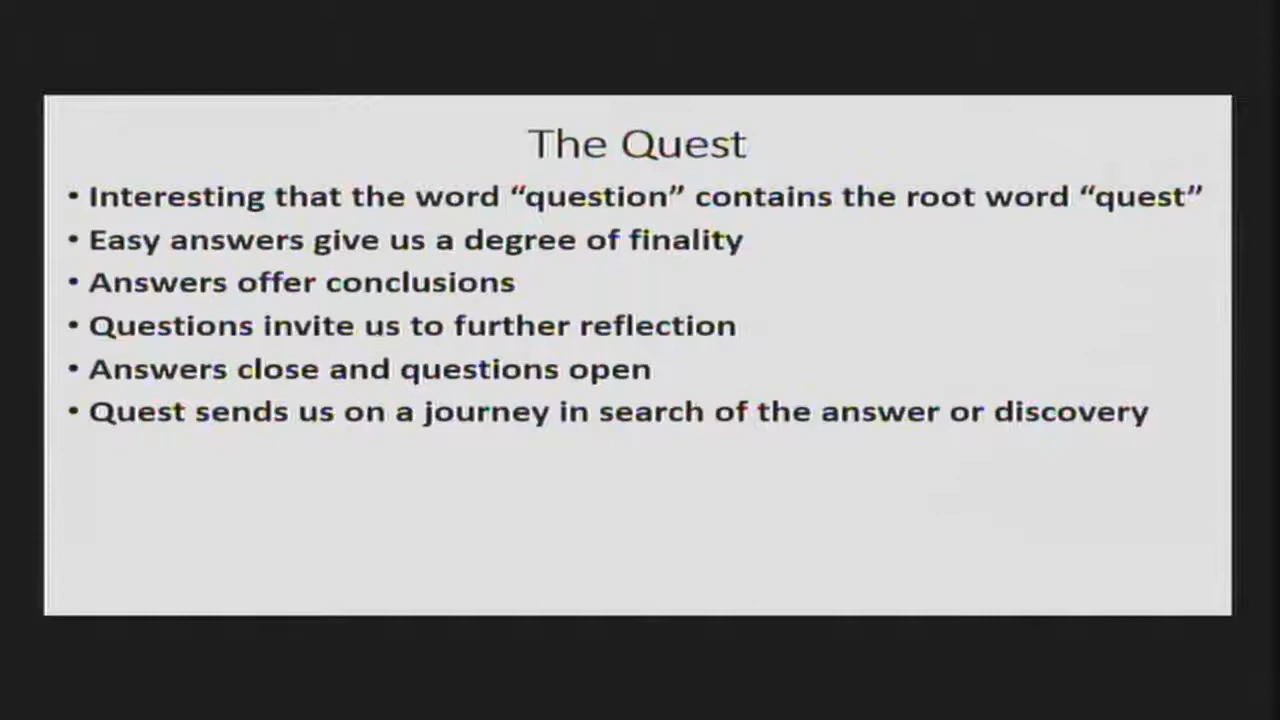 The Quest
• Interesting that the word “question” contains the root word “quest”
• Easy answers give us a degree of finality
• Answers offer conclusions
• Questions invite us to further reflection
• Answers close and questions open
• Quest sends us on a journey in search of the answer or discovery